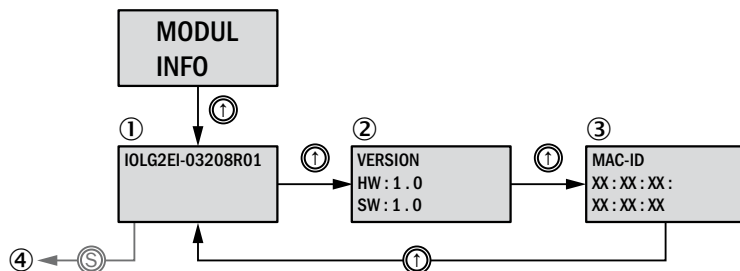 MODUL
INFO
↑
①
②
③
IOLG2EI-03208R01
↑
VERSION
HW:1.0
SW:1.0
↑
MAC-ID
XX:XX:XX:
XX:XX:XX
④
S
↑